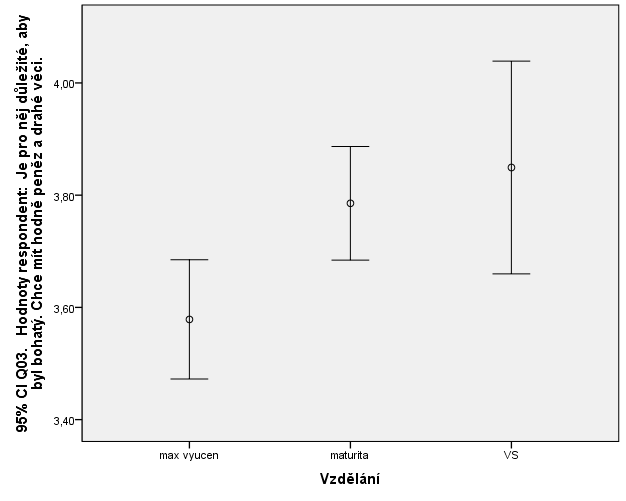 95% CI Q03. Hodnoty respondent: Je pro něj důležité, aby
byl bohatý. Chce mít hodně peněz a drahé věci.
4,00
3,80
3,60
3,40
max vyucen
maturita
VS
Vzdělání